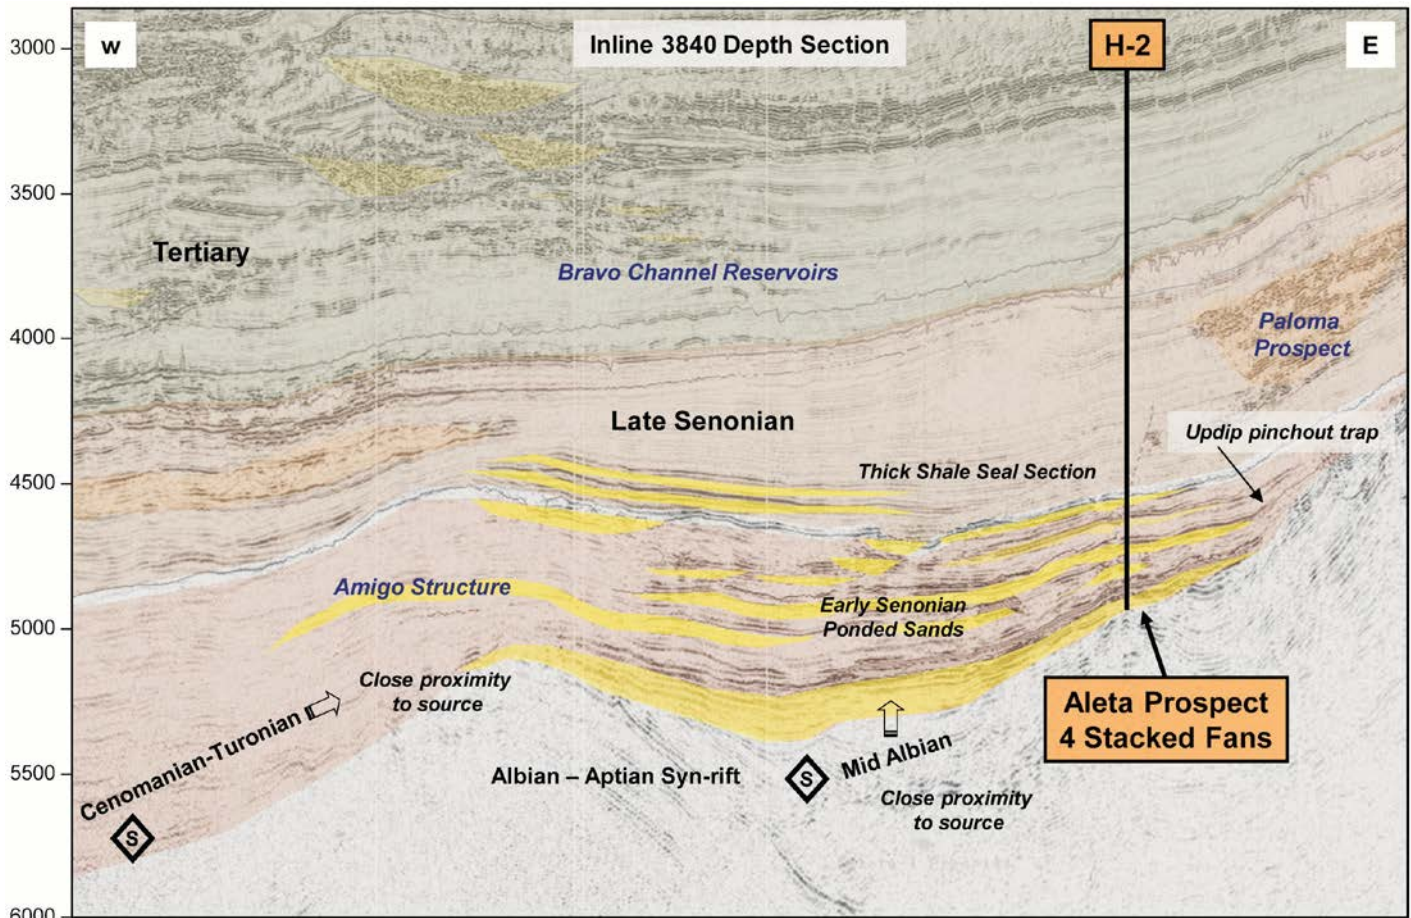 W
Inline 3840 Depth Section
H-2
E
3000
3500
Tertiary
Bravo Channel Reservoirs
4000
Paloma
Prospect
Late Senonian
Updip pinchout trap
Thick Shale Seal Section
4500
Amigo Structure
Early Senonian
Ponded Sands
5000
Close proximity
to source
Aleta Prospect
4 Stacked Fans
Cenomanian-Turonian
S
5500
Albian – Aptian Syn-rift
S
Mid Albian
Close proximity
to source
6000